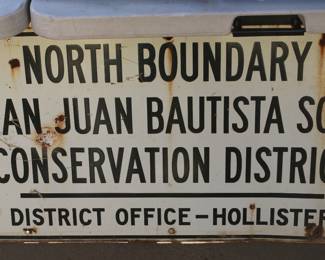 NORTH BOUNDARY
AN JUAN BAUTISTA SO
CONSERVATION DISTRIC
DISTRICT OFFICE-HOLLISTER